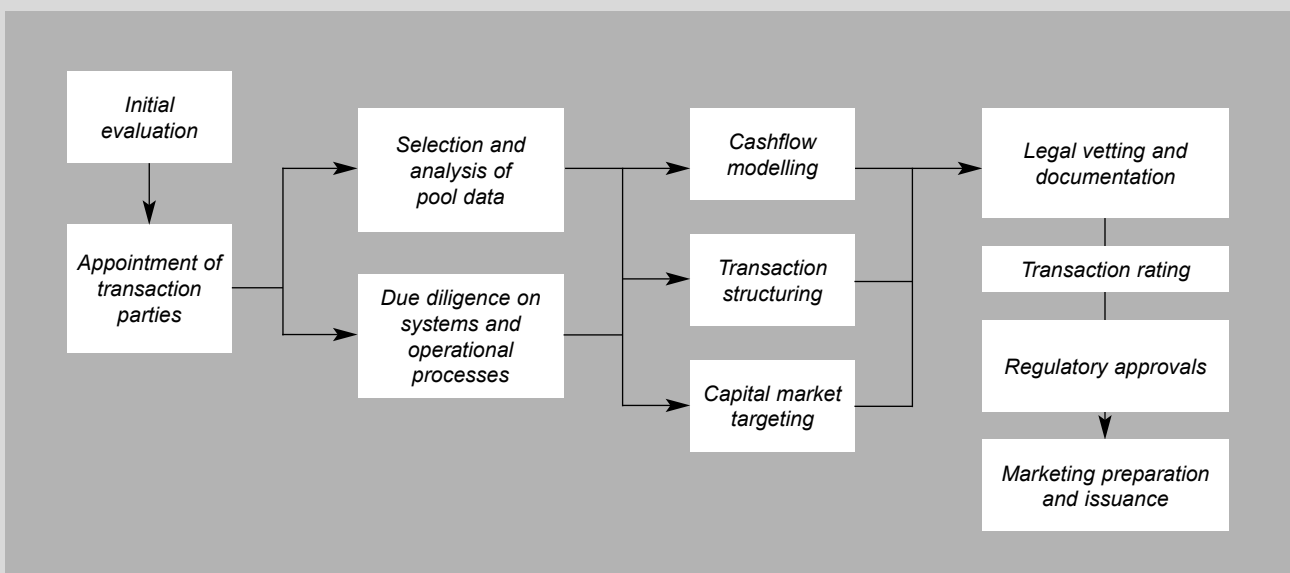 Initial
evaluation
Appointment of
transaction
parties
Selection and
analysis of
pool data
Due diligence on
systems and
operational
processes
Cashflow
modelling
Transaction
structuring
Capital market
targeting
Legal vetting and
documentation
Transaction rating
Regulatory approvals
Marketing preparation
and issuance